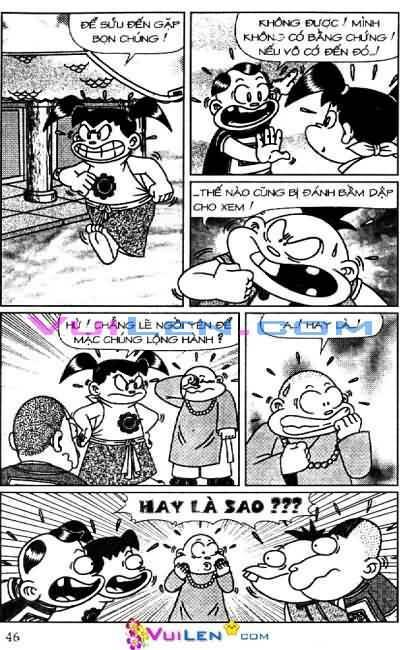 ĐỂ SỬU ĐẾN GẶP
BỌN CHÚNG!
KHÔNG ĐƯỢC! MÌNH
KHÔNG CÓ BẰNG CHỨNG!
NẾU VÔ CỚ ĐẾN ĐÓ...!
...THẾ NÀO CŨNG BỊ ĐÁNH BẦM DẬP
CHO XEM!
HỪ! CHẲNG LẼ NGỒI YÊN ĐỂ
MẶC CHÚNG LỘNG HÀNH?
A..! HAY LÀ...!
VuiLen.com
HAY LÀ SAO ???
46
VuiLen.com